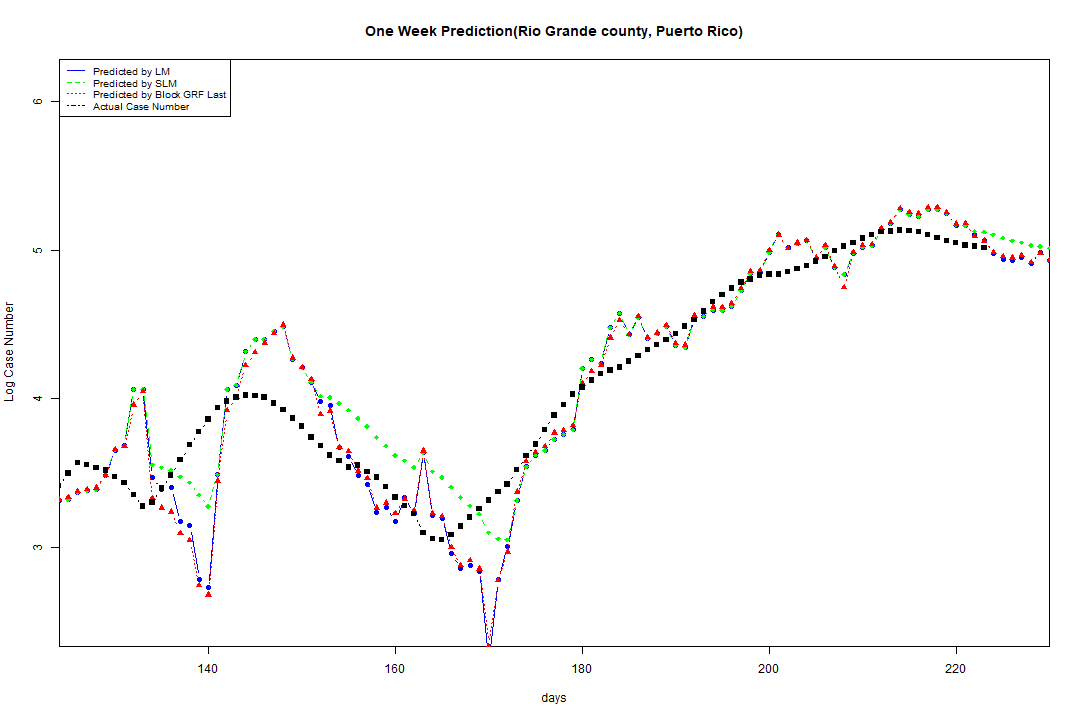 One Week Prediction(Rio Grande county, Puerto Rico)
Predicted by LM
Predicted by SLM
Predicted by Block GRF Last
Actual Case Number
6
5
4
3
Log Case Number
140 160 180 200 220
days